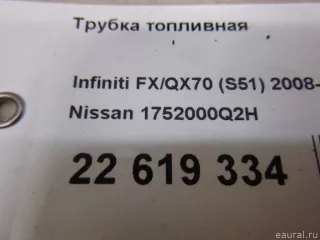 Трубка топливная
Infiniti FX/QX70 (S51) 2008-
Nissan 1752000Q2H
22 619 334
eaural.ru